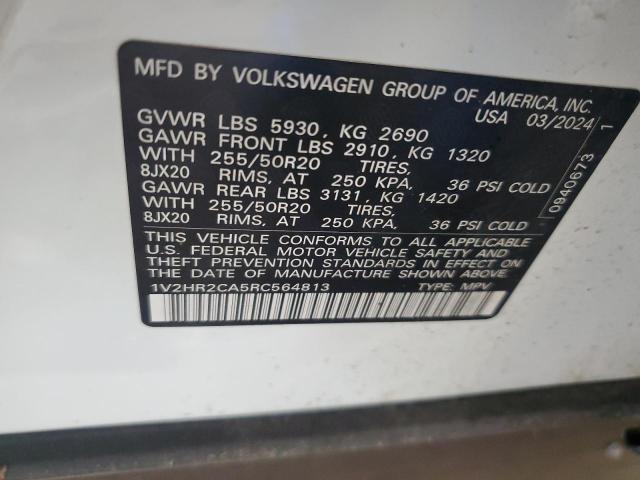 MFD BY VOLKSWAGEN GROUP OF AMERICA, INC.
USA 03/2024
GVWR LBS 5930, KG 2690
GAWR FRONT LBS 2910, KG 1320
WITH 255/50R20 TIRES,
8JX20 RIMS, AT 250 KPA, 36 PSI COLD
GAWR REAR LBS 3131, KG 1420
WITH 255/50R20 TIRES,
8JX20 RIMS, AT 250 KPA, 36 PSI COLD
THIS VEHICLE CONFORMS TO ALL APPLICABLE
U.S. FEDERAL MOTOR VEHICLE SAFETY AND
THEFT PREVENTION STANDARDS IN EFFECT ON
THE DATE OF MANUFACTURE SHOWN ABOVE.
1V2HR2CA5RC564813 TYPE: MPV
0940673 1